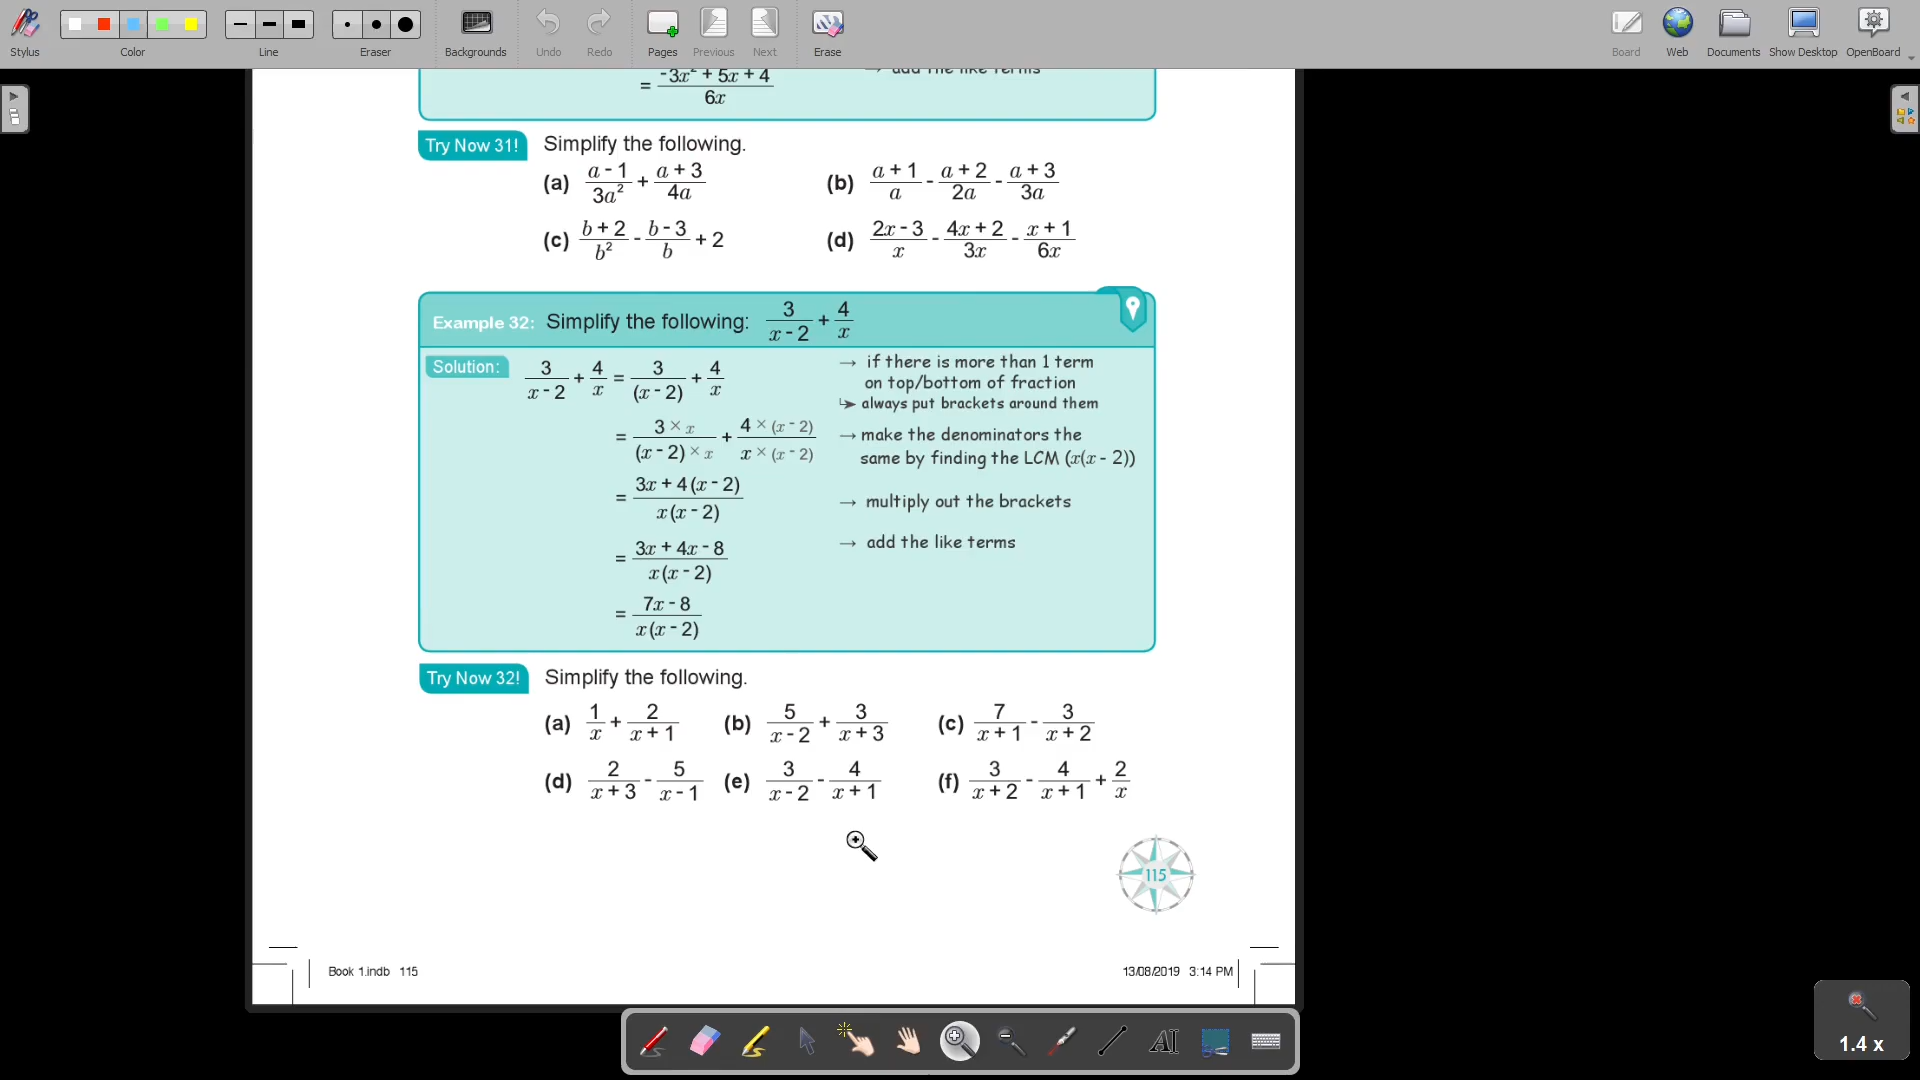 Stylus Color Line Eraser Backgrounds Undo Redo Pages Previous Next Erase Board Web Documents Show Desktop OpenBoard
= (-3x² + 5x + 4)/(6x) → add the like terms
Try Now 31! Simplify the following.
(a) (a - 1)/(3a²) + (a + 3)/(4a) (b) (a + 1)/a - (a + 2)/(2a) - (a + 3)/(3a)
(c) (b + 2)/b² - (b - 3)/b + 2 (d) (2x - 3)/x - (4x + 2)/(3x) - (x + 1)/(6x)
Example 32: Simplify the following: 3/(x - 2) + 4/x
Solution: 3/(x - 2) + 4/x = 3/(x - 2) + 4/x
→ if there is more than 1 term
on top/bottom of fraction
↳ always put brackets around them
= (3 × x)/((x - 2) × x) + (4 × (x - 2))/(x × (x - 2))
→ make the denominators the
same by finding the LCM (x(x - 2))
= (3x + 4(x - 2))/(x(x - 2)) → multiply out the brackets
= (3x + 4x - 8)/(x(x - 2)) → add the like terms
= (7x - 8)/(x(x - 2))
Try Now 32! Simplify the following.
(a) 1/x + 2/(x + 1) (b) 5/(x - 2) + 3/(x + 3) (c) 7/(x + 1) - 3/(x + 2)
(d) 2/(x + 3) - 5/(x - 1) (e) 3/(x - 2) - 4/(x + 1) (f) 3/(x + 2) - 4/(x + 1) + 2/x
115
Book 1.indb 115 13/08/2019 3:14 PM
AI
1.4 x